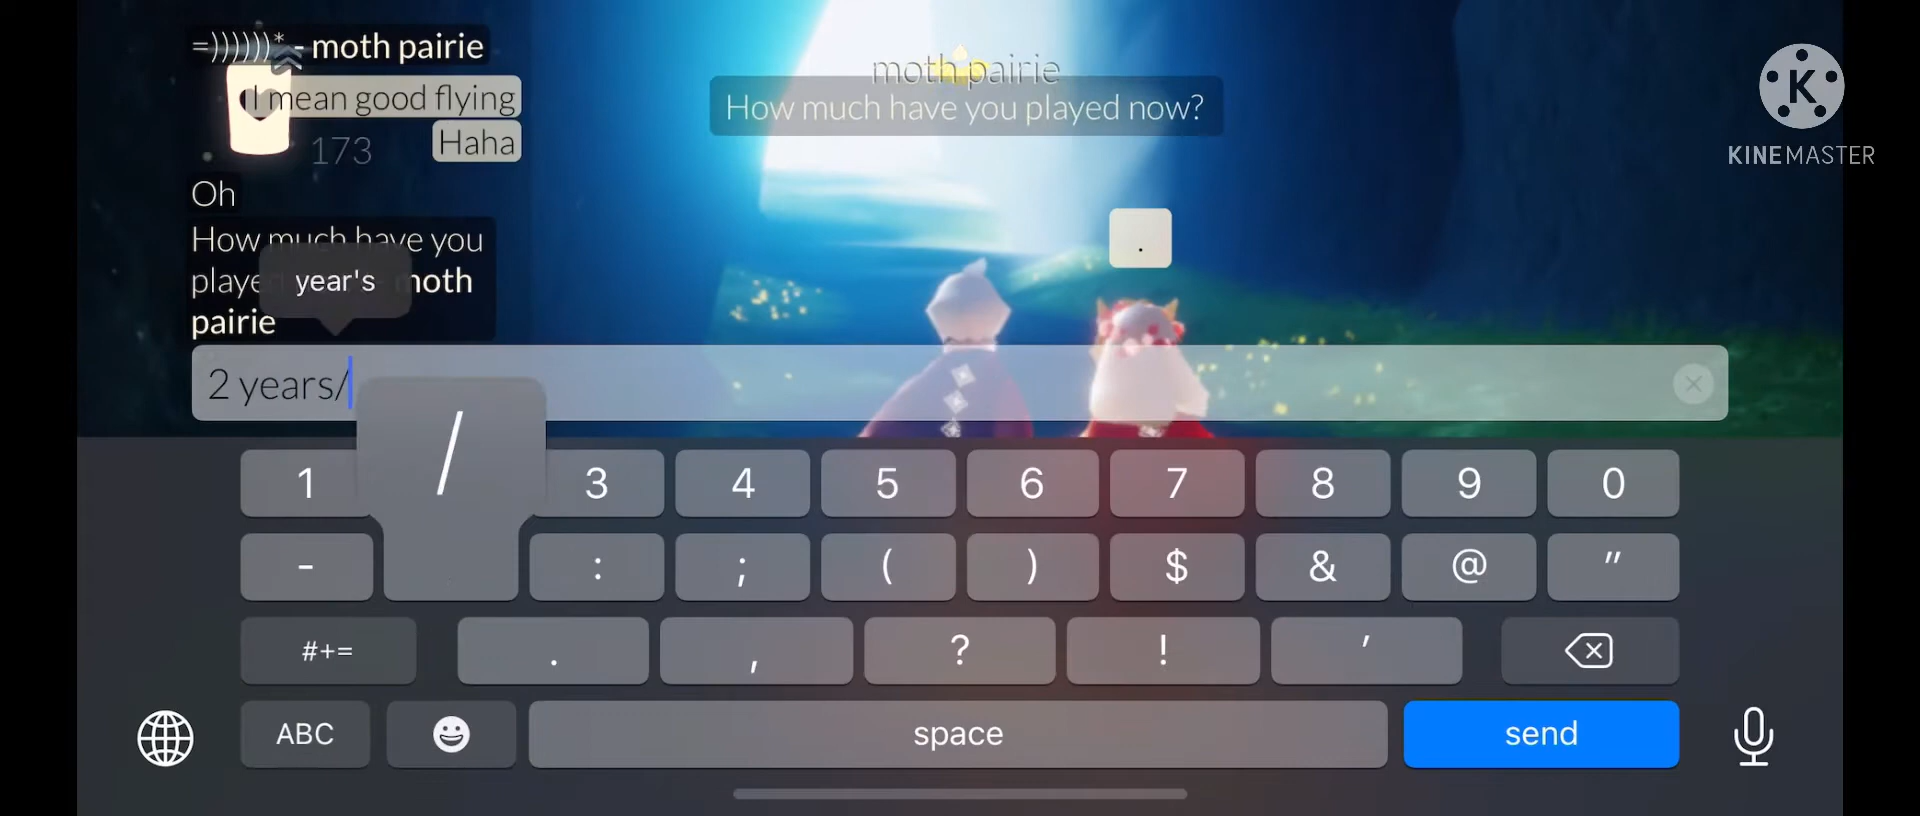 =))))))* - moth pairie
I mean good flying
173
Haha
Oh
How much have you
playe
moth
pairie
year's
moth pairie
How much have you played now?
.
K
KINEMASTER
2 years/
/
1 3 4 5 6 7 8 9 0
- : ; ( ) $ & @ "
#+= . , ? ! '
ABC space send